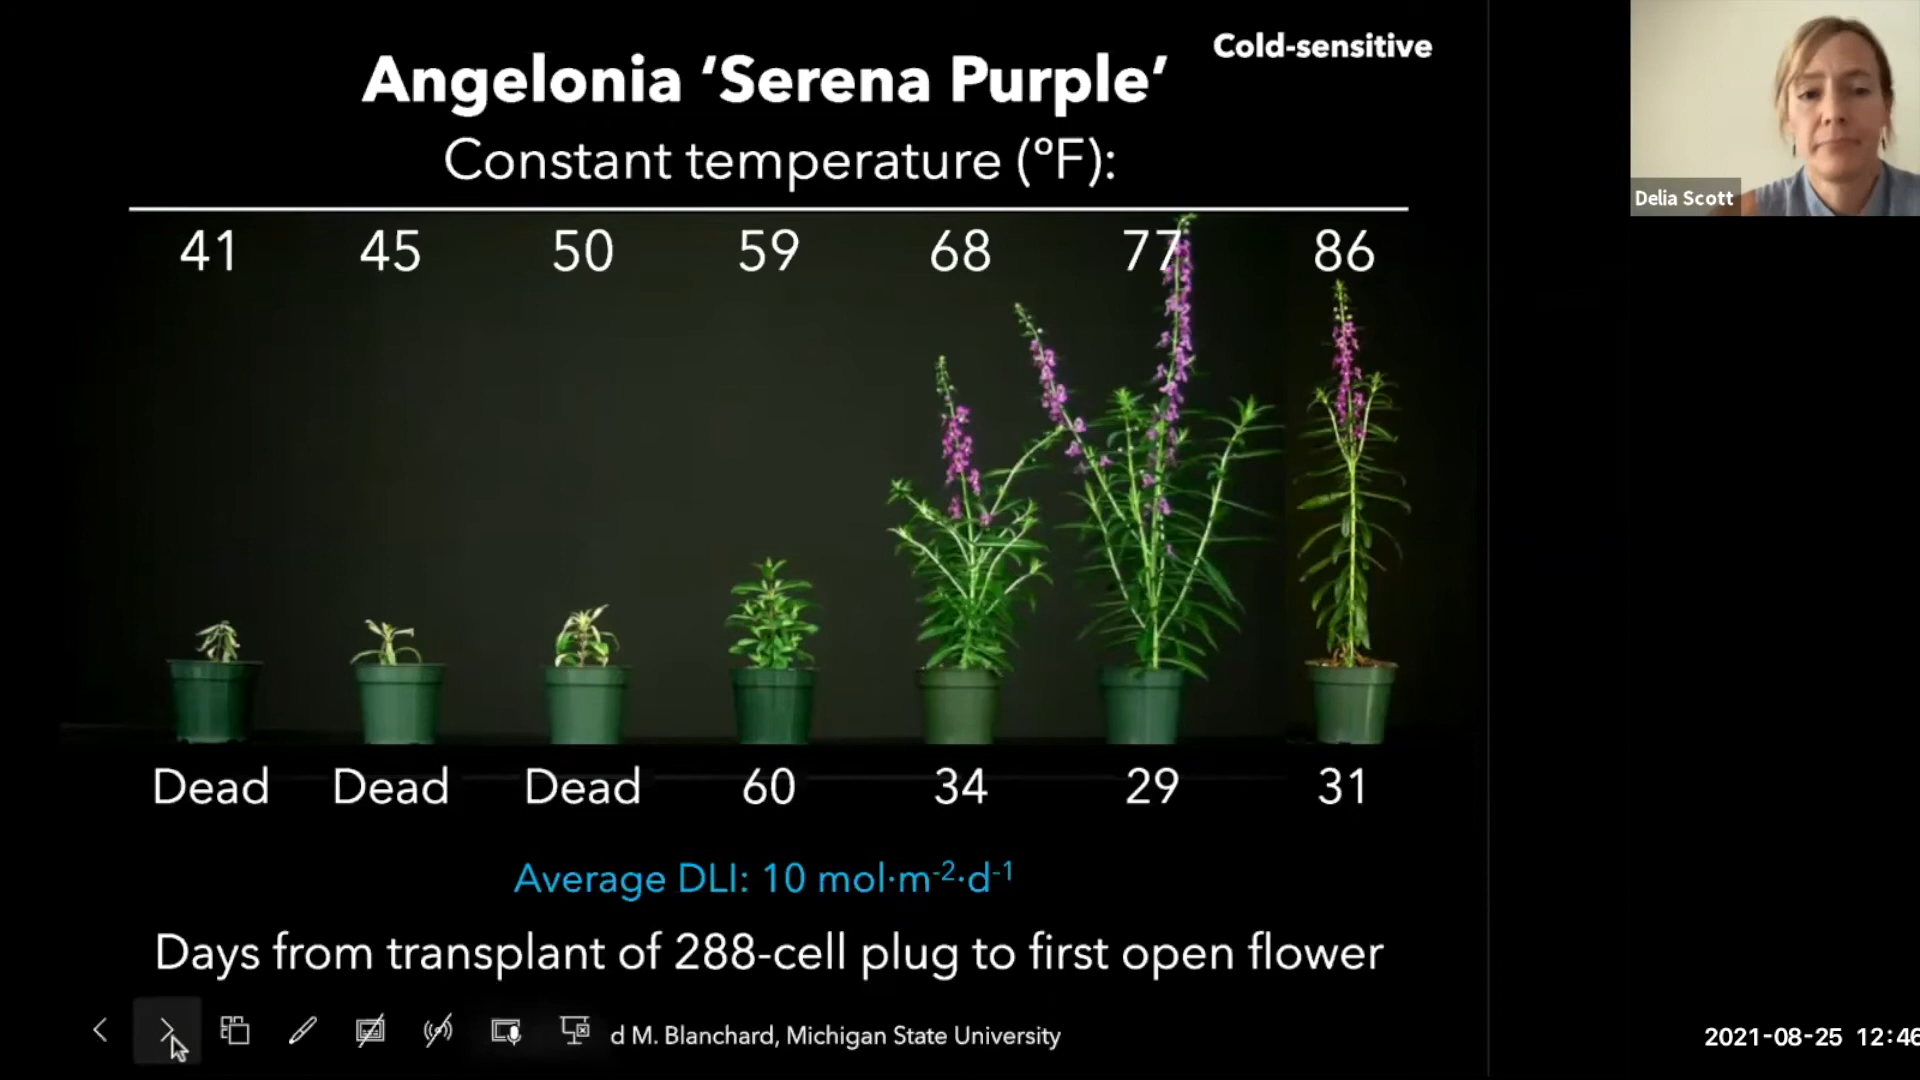 Cold-sensitive
Angelonia ‘Serena Purple’
Constant temperature (°F):
41 45 50 59 68 77 86
Dead Dead Dead 60 34 29 31
Average DLI: 10 mol·m⁻²·d⁻¹
Days from transplant of 288-cell plug to first open flower
d M. Blanchard, Michigan State University
Delia Scott
2021-08-25 12:46